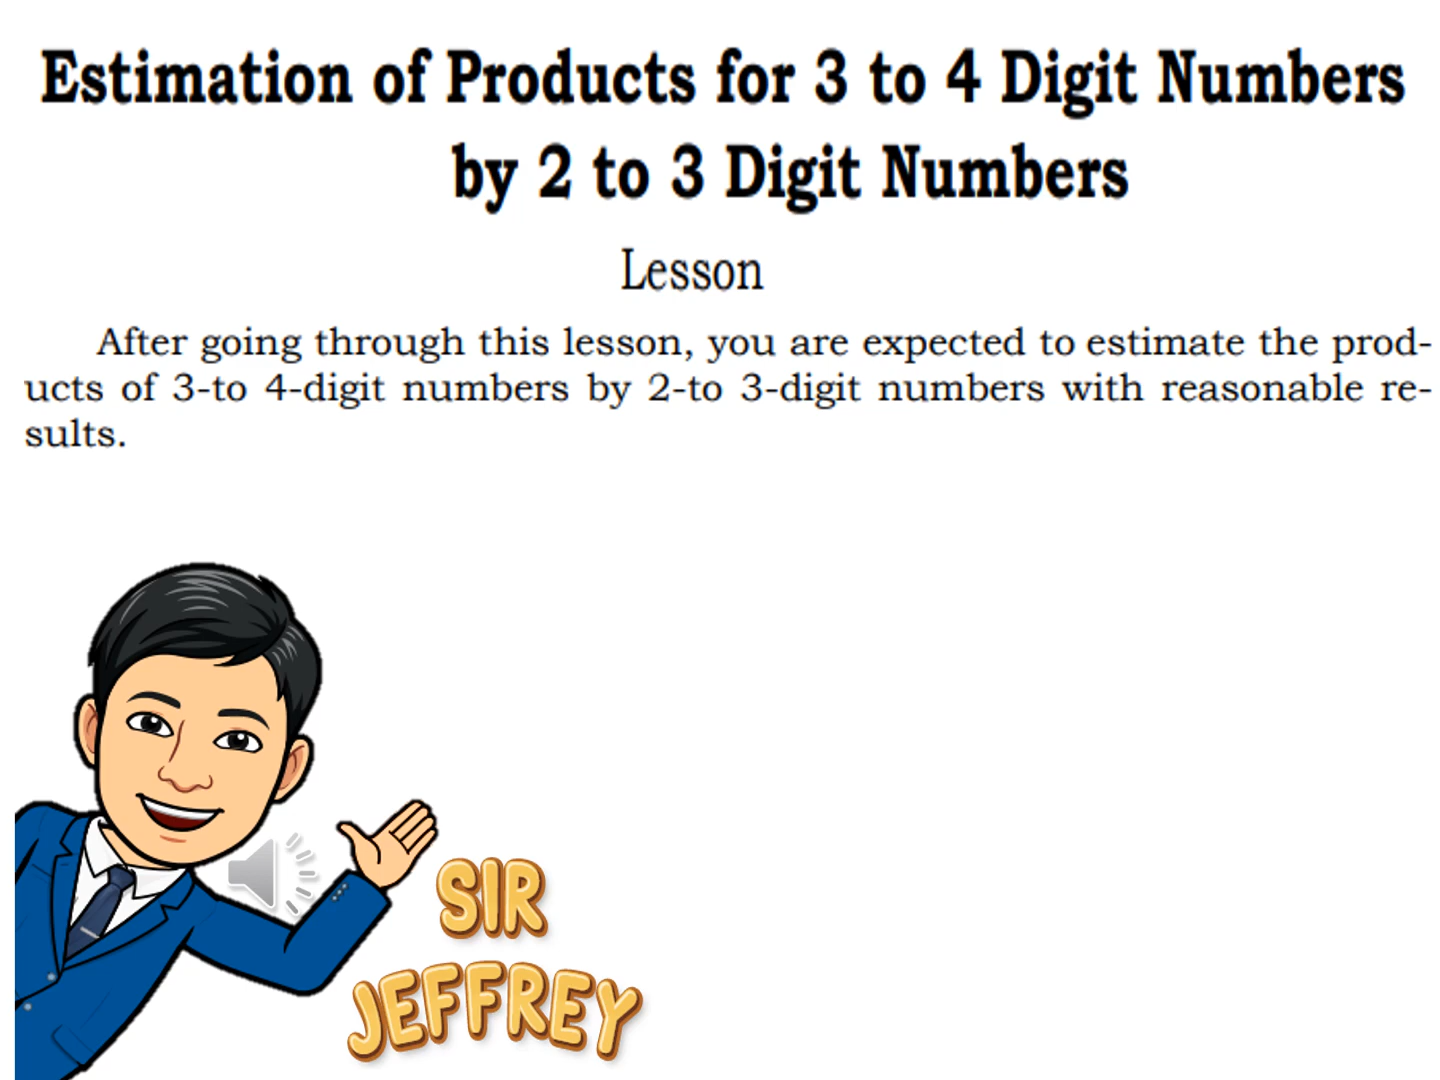 Estimation of Products for 3 to 4 Digit Numbers
by 2 to 3 Digit Numbers
Lesson
After going through this lesson, you are expected to estimate the prod-
ucts of 3-to 4-digit numbers by 2-to 3-digit numbers with reasonable re-
sults.
SIR
JEFFREY